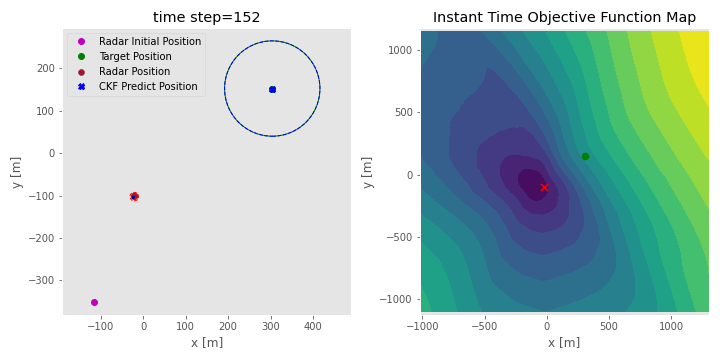 time step=152
Radar Initial Position
Target Position
Radar Position
CKF Predict Position
200
100
0
−100
−200
−300
y [m]
−100
0
100
200
300
400
x [m]
Instant Time Objective Function Map
1000
500
0
−500
−1000
y [m]
−1000
−500
0
500
1000
x [m]